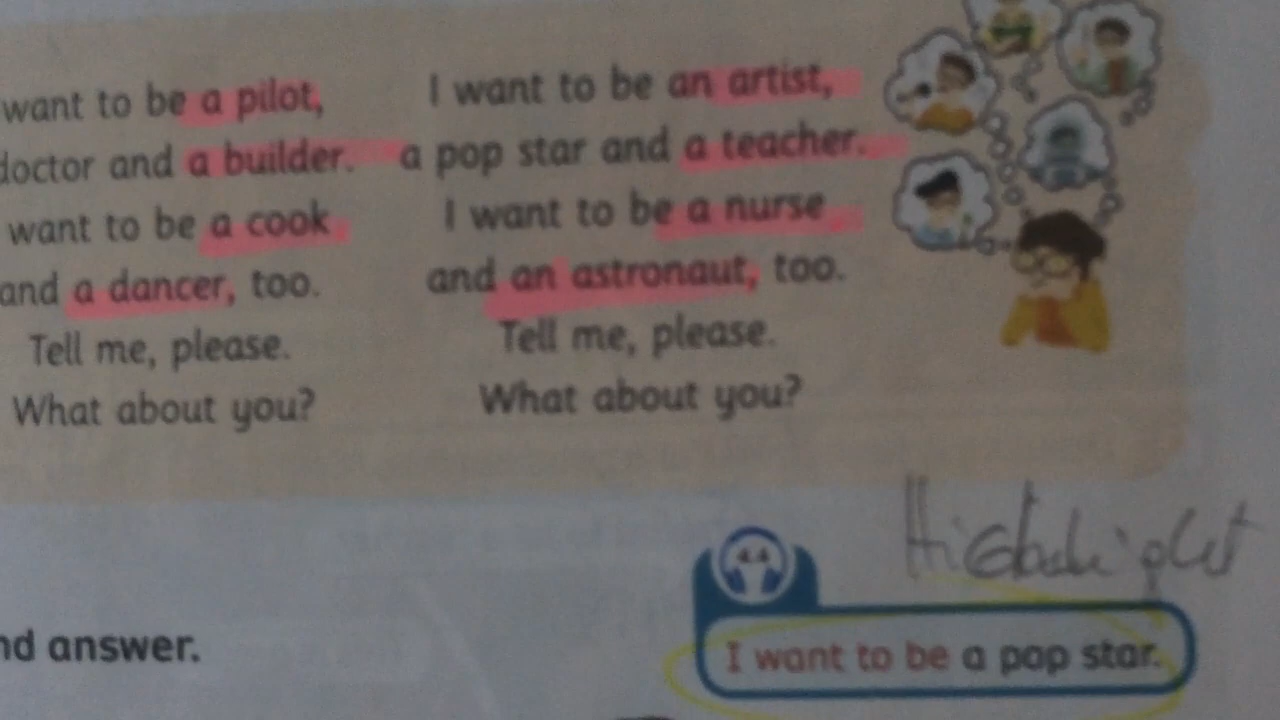 want to be a pilot,
doctor and a builder.
want to be a cook
and a dancer, too.
Tell me, please.
What about you?
I want to be an artist,
a pop star and a teacher.
I want to be a nurse
and an astronaut, too.
Tell me, please.
What about you?
4.4
nd answer.
I want to be a pop star.